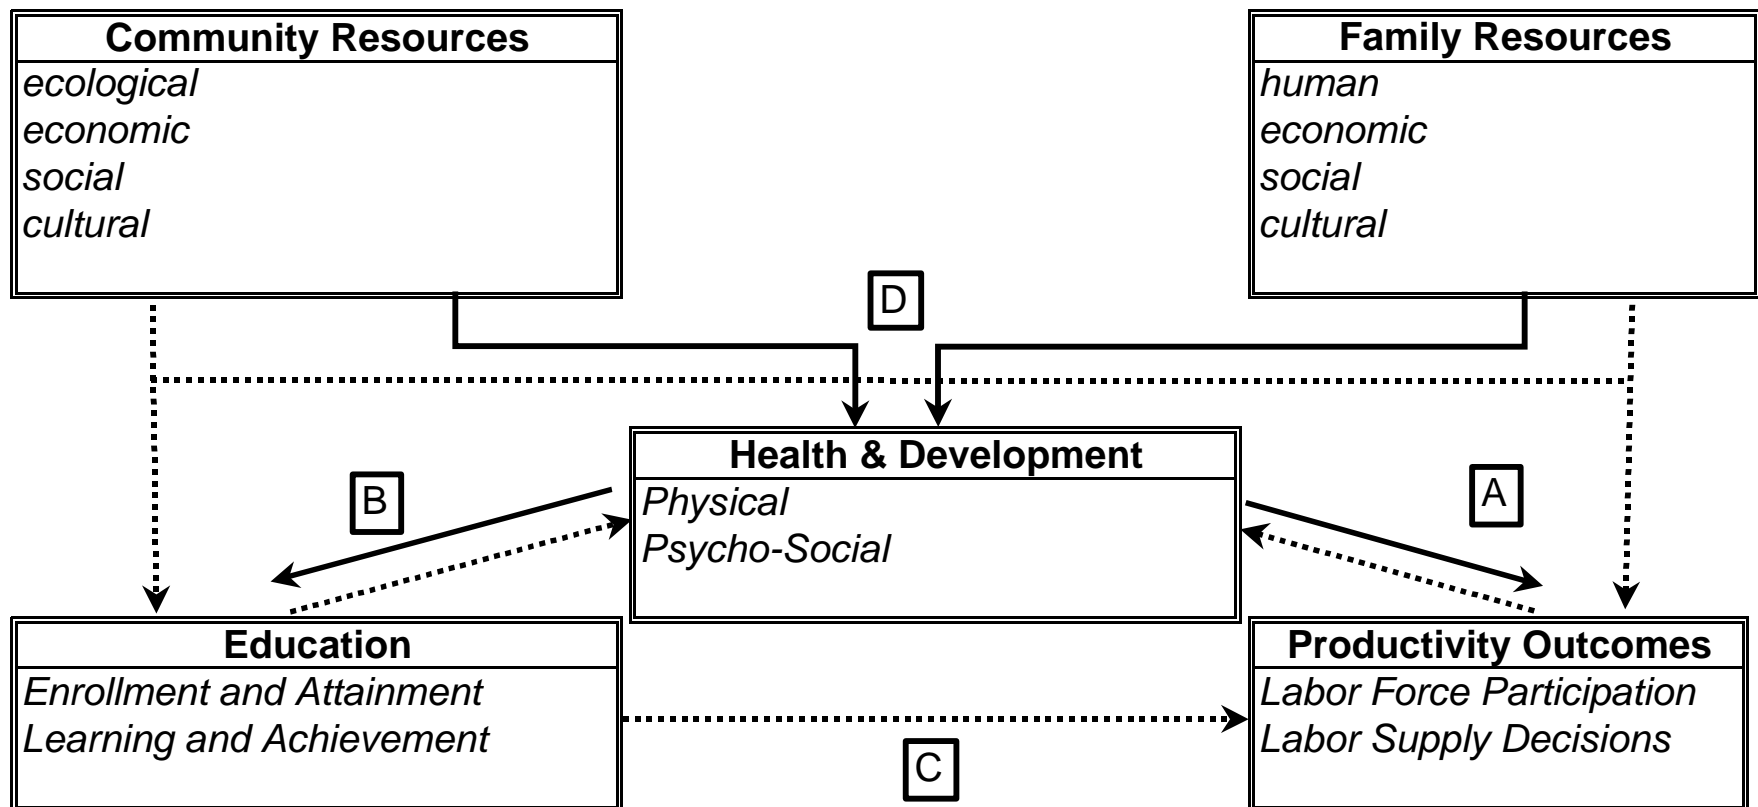 Community Resources
ecological
economic
social
cultural
Family Resources
human
economic
social
cultural
D
Health & Development
Physical
Psycho-Social
B
A
Education
Enrollment and Attainment
Learning and Achievement
Productivity Outcomes
Labor Force Participation
Labor Supply Decisions
C